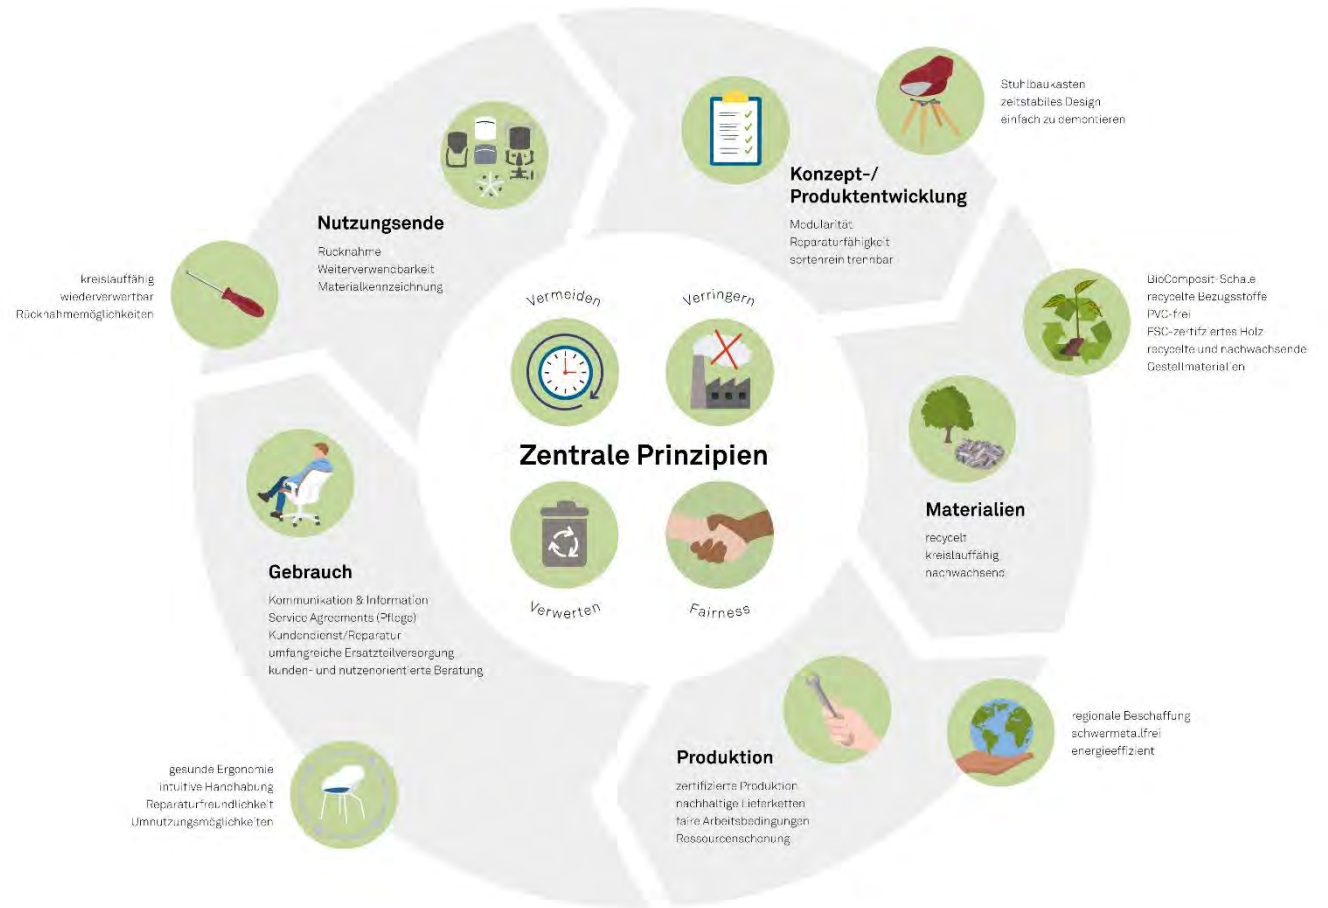 Stuhlbaukasten
zeitstabiles Design
einfach zu demontieren
Konzept-/
Produktentwicklung
Modularität
Reparaturfähigkeit
sortenrein trennbar
Nutzungsende
Rücknahme
Weiterverwendbarkeit
Materialkennzeichnung
kreislauffähig
wiederverwertbar
Rücknahmemöglichkeiten
BioComposit-Schale
recycelte Bezugsstoffe
PVC-frei
FSC-zertifiziertes Holz
recycelte und nachwachsende
Gestellmaterialien
Vermeiden
Verringern
Zentrale Prinzipien
Verwerten
Fairness
Materialien
recycelt
kreislauffähig
nachwachsend
Gebrauch
Kommunikation & Information
Service Agreements (Pflege)
Kundendienst/Reparatur
umfangreiche Ersatzteilversorgung
kunden- und nutzenorientierte Beratung
Produktion
zertifizierte Produktion
nachhaltige Lieferketten
faire Arbeitsbedingungen
Ressourcenschonung
regionale Beschaffung
schwermetallfrei
energieeffizient
gesunde Ergonomie
intuitive Handhabung
Reparaturfreundlichkeit
Umnutzungsmöglichkeiten